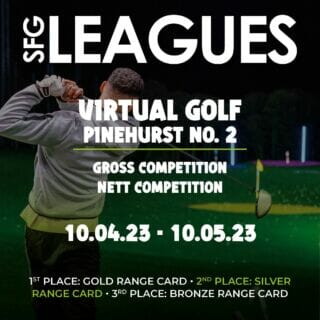 SFG LEAGUES
VIRTUAL GOLF
PINEHURST NO. 2
GROSS COMPETITION
NETT COMPETITION
10.04.23 - 10.05.23
1ST PLACE: GOLD RANGE CARD • 2ND PLACE: SILVER
RANGE CARD • 3RD PLACE: BRONZE RANGE CARD